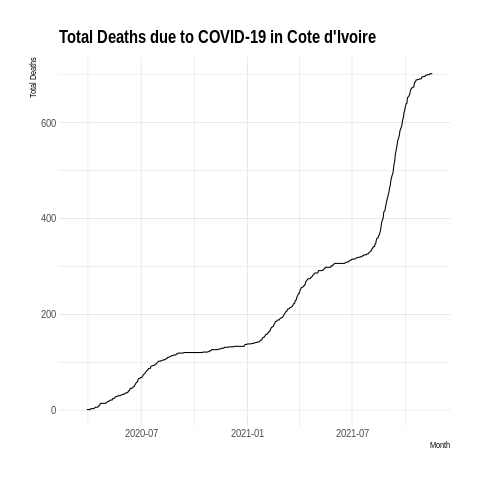 Total Deaths due to COVID-19 in Cote d'Ivoire
Total Deaths
600
400
200
0
2020-07
2021-01
2021-07
Month